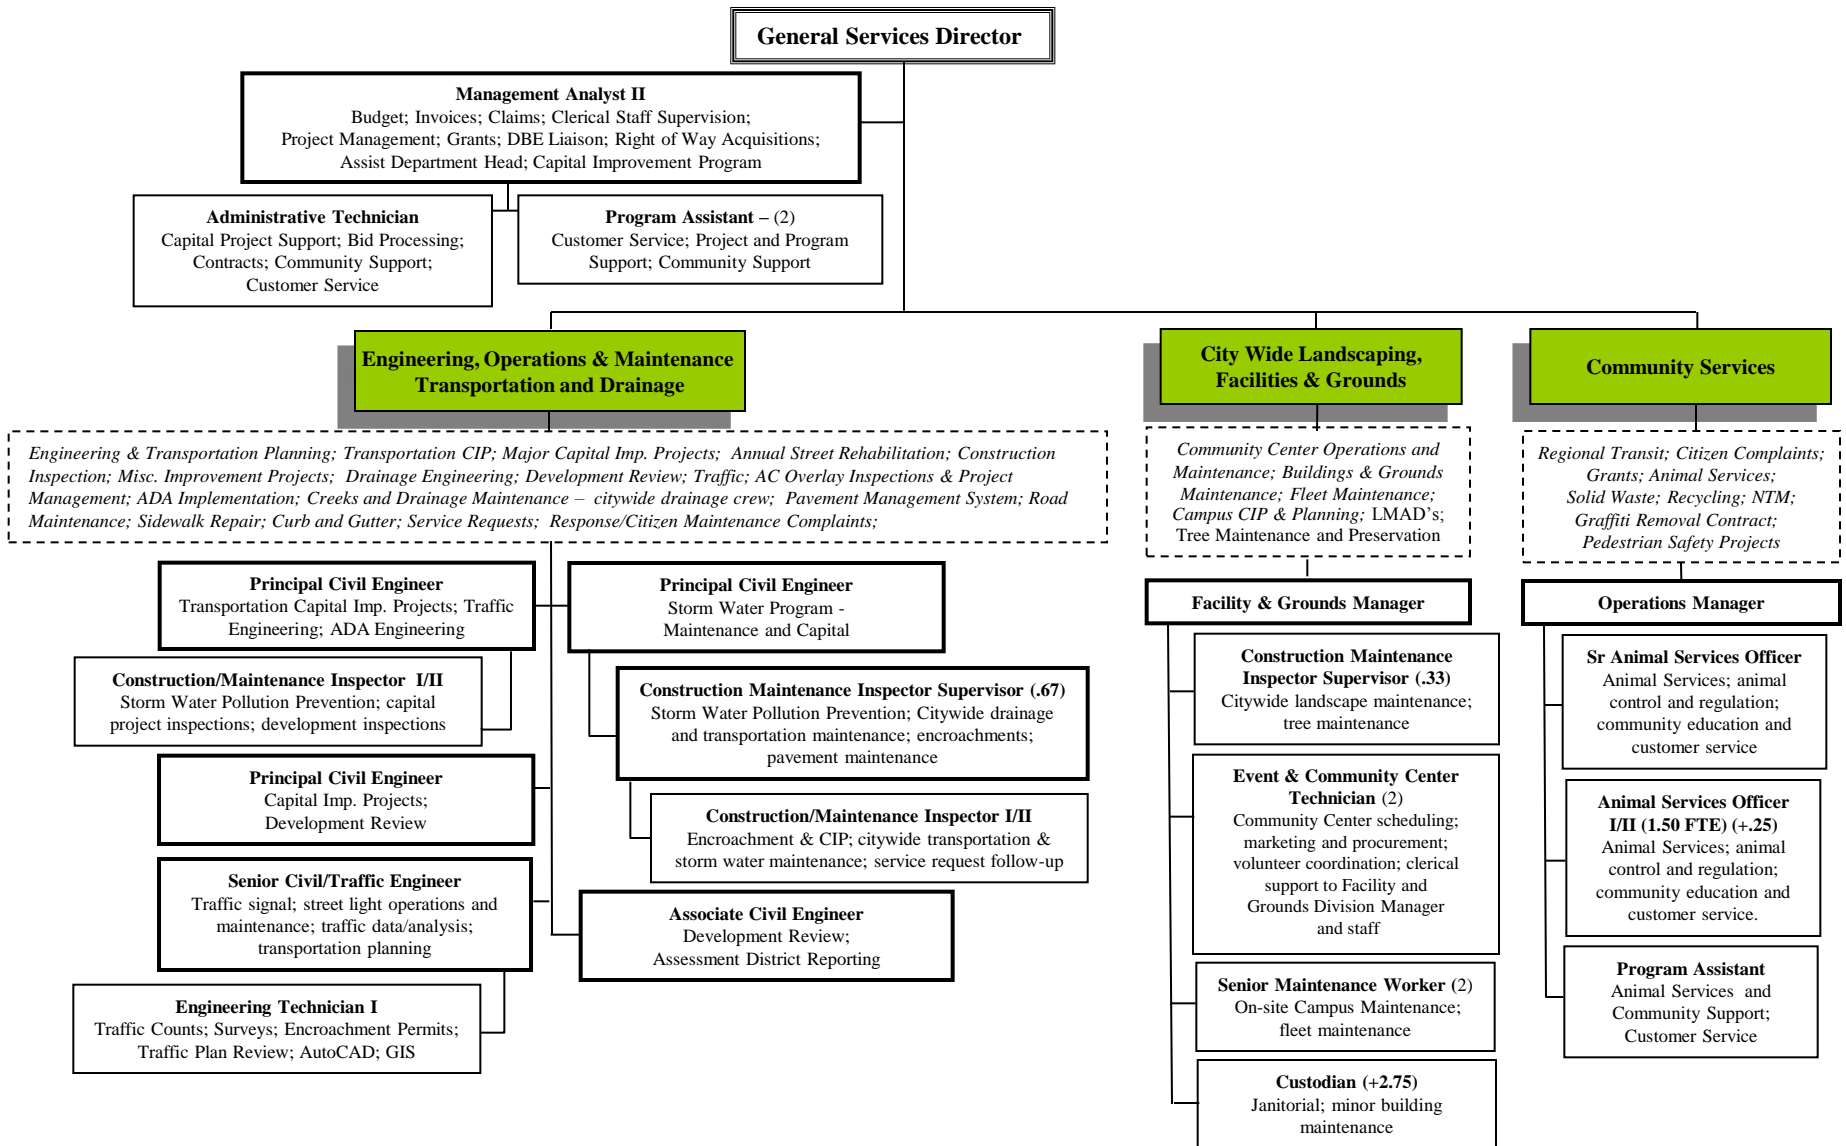 General Services Director
Management Analyst II
Budget; Invoices; Claims; Clerical Staff Supervision;
Project Management; Grants; DBE Liaison; Right of Way Acquisitions;
Assist Department Head; Capital Improvement Program
Administrative Technician
Capital Project Support; Bid Processing;
Contracts; Community Support;
Customer Service
Program Assistant – (2)
Customer Service; Project and Program
Support; Community Support
Engineering, Operations & Maintenance
Transportation and Drainage
Engineering & Transportation Planning; Transportation CIP; Major Capital Imp. Projects; Annual Street Rehabilitation; Construction
Inspection; Misc. Improvement Projects; Drainage Engineering; Development Review; Traffic; AC Overlay Inspections & Project
Management; ADA Implementation; Creeks and Drainage Maintenance – citywide drainage crew; Pavement Management System; Road
Maintenance; Sidewalk Repair; Curb and Gutter; Service Requests; Response/Citizen Maintenance Complaints;
Principal Civil Engineer
Transportation Capital Imp. Projects; Traffic
Engineering; ADA Engineering
Construction/Maintenance Inspector I/II
Storm Water Pollution Prevention; capital
project inspections; development inspections
Principal Civil Engineer
Capital Imp. Projects;
Development Review
Senior Civil/Traffic Engineer
Traffic signal; street light operations and
maintenance; traffic data/analysis;
transportation planning
Engineering Technician I
Traffic Counts; Surveys; Encroachment Permits;
Traffic Plan Review; AutoCAD; GIS
Principal Civil Engineer
Storm Water Program -
Maintenance and Capital
Construction Maintenance Inspector Supervisor (.67)
Storm Water Pollution Prevention; Citywide drainage
and transportation maintenance; encroachments;
pavement maintenance
Construction/Maintenance Inspector I/II
Encroachment & CIP; citywide transportation &
storm water maintenance; service request follow-up
Associate Civil Engineer
Development Review;
Assessment District Reporting
City Wide Landscaping,
Facilities & Grounds
Community Center Operations and
Maintenance; Buildings & Grounds
Maintenance; Fleet Maintenance;
Campus CIP & Planning; LMAD's;
Tree Maintenance and Preservation
Facility & Grounds Manager
Construction Maintenance
Inspector Supervisor (.33)
Citywide landscape maintenance;
tree maintenance
Event & Community Center
Technician (2)
Community Center scheduling;
marketing and procurement;
volunteer coordination; clerical
support to Facility and
Grounds Division Manager
and staff
Senior Maintenance Worker (2)
On-site Campus Maintenance;
fleet maintenance
Custodian (+2.75)
Janitorial; minor building
maintenance
Community Services
Regional Transit; Citizen Complaints;
Grants; Animal Services;
Solid Waste; Recycling; NTM;
Graffiti Removal Contract;
Pedestrian Safety Projects
Operations Manager
Sr Animal Services Officer
Animal Services; animal
control and regulation;
community education and
customer service
Animal Services Officer
I/II (1.50 FTE) (+.25)
Animal Services; animal
control and regulation;
community education and
customer service.
Program Assistant
Animal Services and
Community Support;
Customer Service